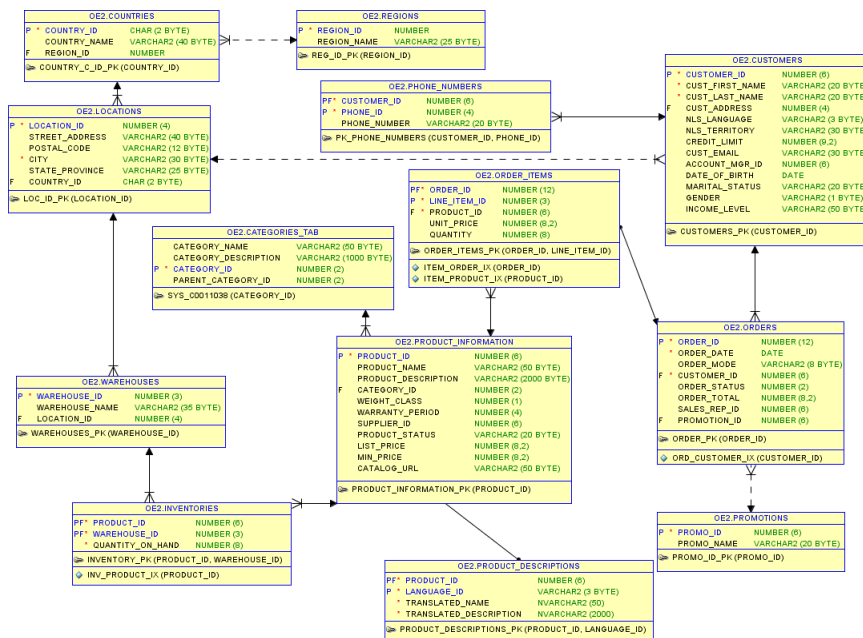 OE2.COUNTRIES
P * COUNTRY_ID CHAR (2 BYTE)
COUNTRY_NAME VARCHAR2 (40 BYTE)
F REGION_ID NUMBER
COUNTRY_C_ID_PK (COUNTRY_ID)
OE2.REGIONS
P * REGION_ID NUMBER
REGION_NAME VARCHAR2 (25 BYTE)
REG_ID_PK (REGION_ID)
OE2.LOCATIONS
P * LOCATION_ID NUMBER (4)
STREET_ADDRESS VARCHAR2 (40 BYTE)
POSTAL_CODE VARCHAR2 (12 BYTE)
* CITY VARCHAR2 (30 BYTE)
STATE_PROVINCE VARCHAR2 (25 BYTE)
F COUNTRY_ID CHAR (2 BYTE)
LOC_ID_PK (LOCATION_ID)
OE2.PHONE_NUMBERS
PF* CUSTOMER_ID NUMBER (6)
P * PHONE_ID NUMBER (4)
PHONE_NUMBER VARCHAR2 (20 BYTE)
PK_PHONE_NUMBERS (CUSTOMER_ID, PHONE_ID)
OE2.CUSTOMERS
P * CUSTOMER_ID NUMBER (6)
* CUST_FIRST_NAME VARCHAR2 (20 BYTE
* CUST_LAST_NAME VARCHAR2 (20 BYTE
F CUST_ADDRESS NUMBER (4)
NLS_LANGUAGE VARCHAR2 (3 BYTE)
NLS_TERRITORY VARCHAR2 (30 BYTE
CREDIT_LIMIT NUMBER (9,2)
CUST_EMAIL VARCHAR2 (30 BYTE
ACCOUNT_MGR_ID NUMBER (6)
DATE_OF_BIRTH DATE
MARITAL_STATUS VARCHAR2 (20 BYTE
GENDER VARCHAR2 (1 BYTE)
INCOME_LEVEL VARCHAR2 (50 BYTE
CUSTOMERS_PK (CUSTOMER_ID)
OE2.ORDER_ITEMS
PF* ORDER_ID NUMBER (12)
P * LINE_ITEM_ID NUMBER (3)
F * PRODUCT_ID NUMBER (6)
UNIT_PRICE NUMBER (8,2)
QUANTITY NUMBER (8)
ORDER_ITEMS_PK (ORDER_ID, LINE_ITEM_ID)
ITEM_ORDER_IX (ORDER_ID)
ITEM_PRODUCT_IX (PRODUCT_ID)
OE2.CATEGORIES_TAB
CATEGORY_NAME VARCHAR2 (50 BYTE)
CATEGORY_DESCRIPTION VARCHAR2 (1000 BYTE)
P * CATEGORY_ID NUMBER (2)
PARENT_CATEGORY_ID NUMBER (2)
SYS_C0011038 (CATEGORY_ID)
OE2.PRODUCT_INFORMATION
P * PRODUCT_ID NUMBER (6)
PRODUCT_NAME VARCHAR2 (50 BYTE)
PRODUCT_DESCRIPTION VARCHAR2 (2000 BYTE)
F CATEGORY_ID NUMBER (2)
WEIGHT_CLASS NUMBER (1)
WARRANTY_PERIOD NUMBER (4)
SUPPLIER_ID NUMBER (6)
PRODUCT_STATUS VARCHAR2 (20 BYTE)
LIST_PRICE NUMBER (8,2)
MIN_PRICE NUMBER (8,2)
CATALOG_URL VARCHAR2 (50 BYTE)
PRODUCT_INFORMATION_PK (PRODUCT_ID)
OE2.ORDERS
P * ORDER_ID NUMBER (12)
* ORDER_DATE DATE
ORDER_MODE VARCHAR2 (8 BYTE)
F * CUSTOMER_ID NUMBER (6)
ORDER_STATUS NUMBER (2)
ORDER_TOTAL NUMBER (8,2)
SALES_REP_ID NUMBER (6)
F PROMOTION_ID NUMBER (6)
ORDER_PK (ORDER_ID)
ORD_CUSTOMER_IX (CUSTOMER_ID)
OE2.WAREHOUSES
P * WAREHOUSE_ID NUMBER (3)
WAREHOUSE_NAME VARCHAR2 (35 BYTE)
F LOCATION_ID NUMBER (4)
WAREHOUSES_PK (WAREHOUSE_ID)
OE2.INVENTORIES
PF* PRODUCT_ID NUMBER (6)
PF* WAREHOUSE_ID NUMBER (3)
* QUANTITY_ON_HAND NUMBER (8)
INVENTORY_PK (PRODUCT_ID, WAREHOUSE_ID)
INV_PRODUCT_IX (PRODUCT_ID)
OE2.PROMOTIONS
P * PROMO_ID NUMBER (6)
PROMO_NAME VARCHAR2 (20 BYTE)
PROMO_ID_PK (PROMO_ID)
OE2.PRODUCT_DESCRIPTIONS
PF* PRODUCT_ID NUMBER (6)
P * LANGUAGE_ID VARCHAR2 (3 BYTE)
* TRANSLATED_NAME NVARCHAR2 (50)
* TRANSLATED_DESCRIPTION NVARCHAR2 (2000)
PRODUCT_DESCRIPTIONS_PK (PRODUCT_ID, LANGUAGE_ID)